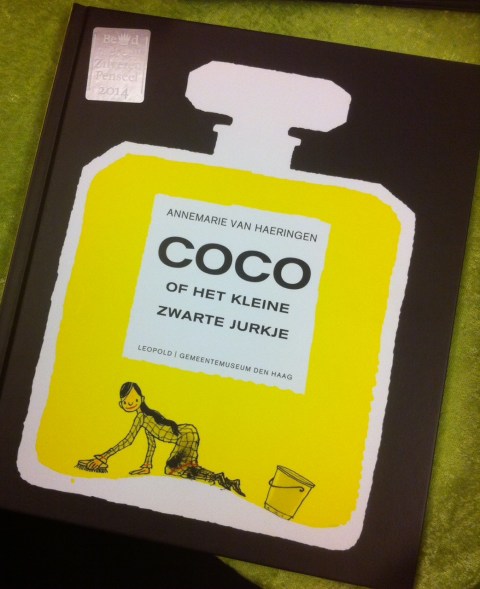 Zilveren
Penseel
2014
ANNEMARIE VAN HAERINGEN
COCO
OF HET KLEINE
ZWARTE JURKJE
LEOPOLD | GEMEENTEMUSEUM DEN HAAG